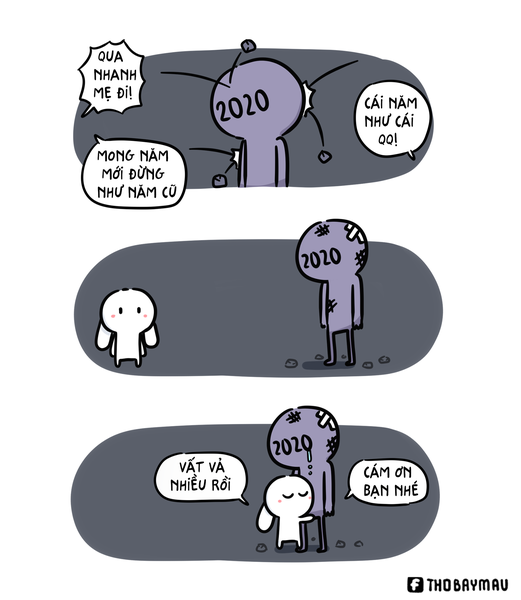 QUA
NHANH
MẸ ĐI!
2020
CÁI NĂM
NHƯ CÁI
QQ!
MONG NĂM
MỚI ĐỪNG
NHƯ NĂM CŨ
2020
2020
VẤT VẢ
NHIỀU RỒI
CÁM ƠN
BẠN NHÉ
THOBAYMAU